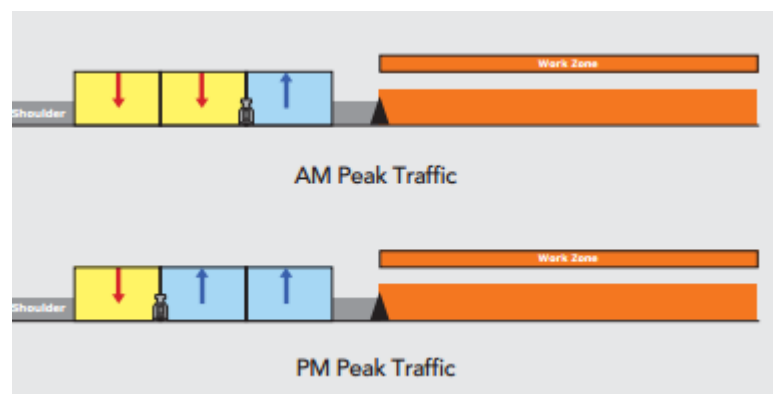 Work Zone
Shoulder
AM Peak Traffic
Work Zone
Shoulder
PM Peak Traffic